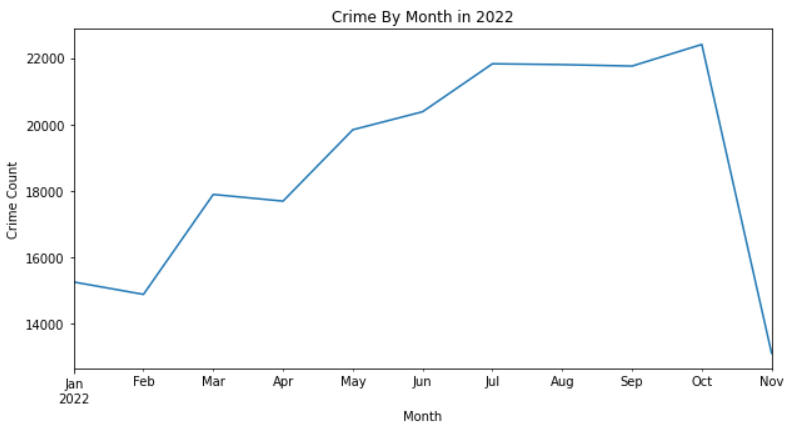 Crime By Month in 2022
22000
20000
18000
16000
14000
Crime Count
Jan Feb Mar Apr May Jun Jul Aug Sep Oct Nov
2022
Month